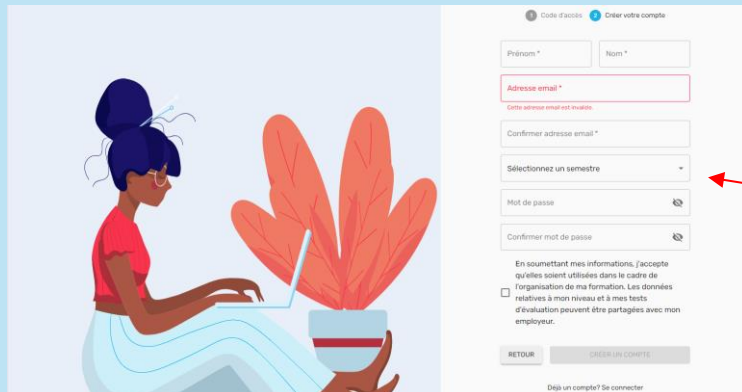 1 Code d'accès 2 Créer votre compte
Prénom * Nom *
Adresse email *
Cette adresse email est invalide.
Confirmer adresse email *
Sélectionnez un semestre
Mot de passe
Confirmer mot de passe
En soumettant mes informations, j'accepte
qu'elles soient utilisées dans le cadre de
l'organisation de ma formation. Les données
relatives à mon niveau et à mes tests
d'évaluation peuvent être partagées avec mon
employeur.
RETOUR CRÉER UN COMPTE
Déjà un compte? Se connecter